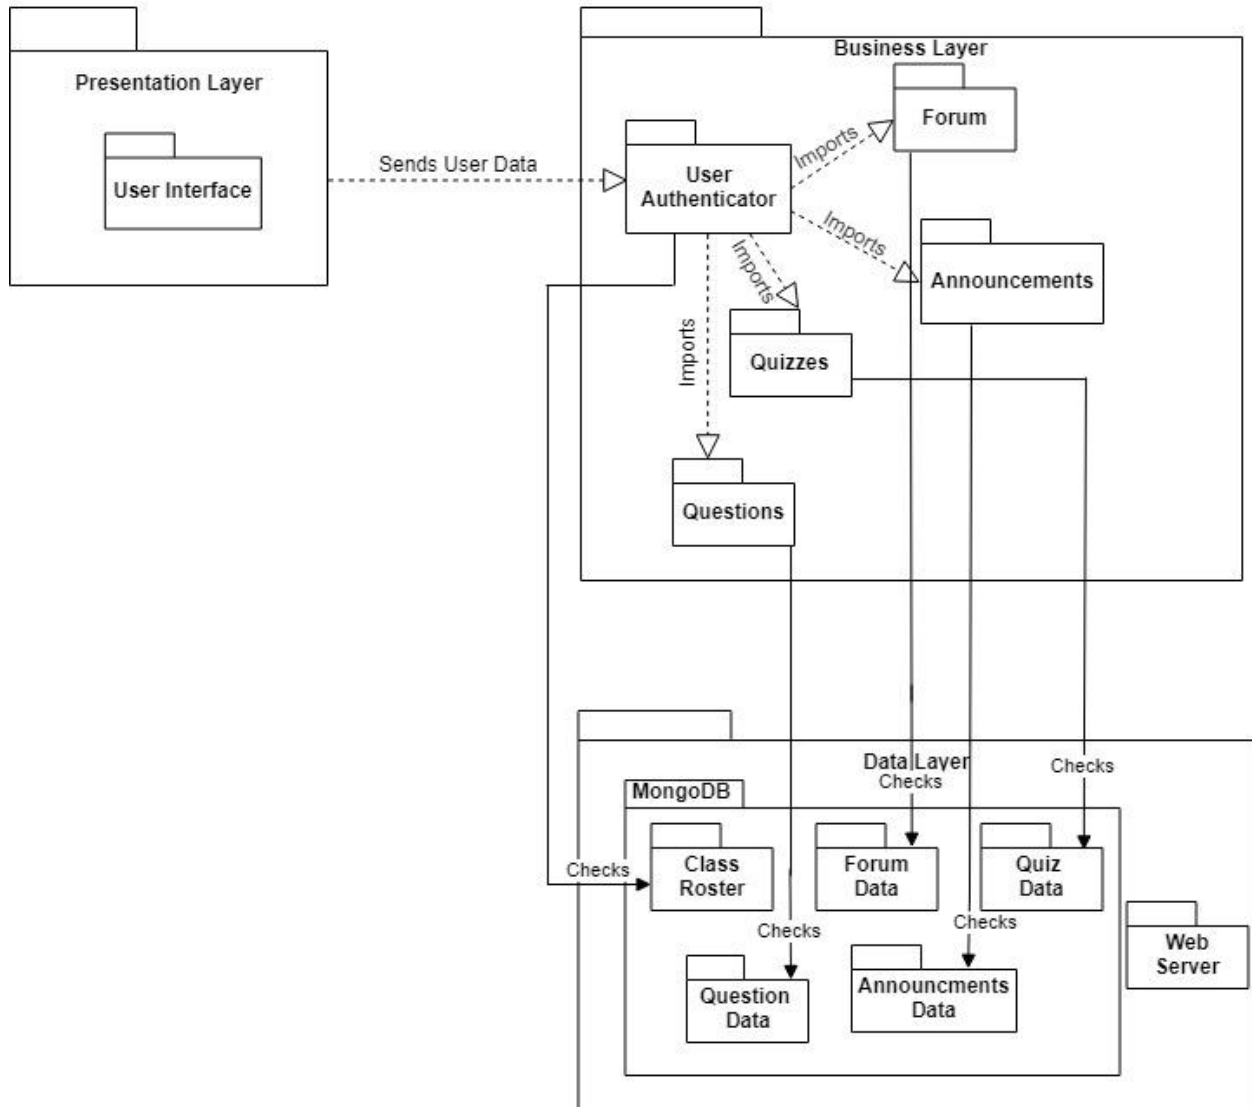 Business Layer
Presentation Layer
Forum
Imports
Sends User Data
User
Authenticator
User Interface
Imports
Announcements
Imports
Imports
Quizzes
Questions
Data Layer
Checks
Checks
MongoDB
Class
Roster
Forum
Data
Quiz
Data
Checks
Checks
Checks
Web
Server
Question
Data
Announcments
Data